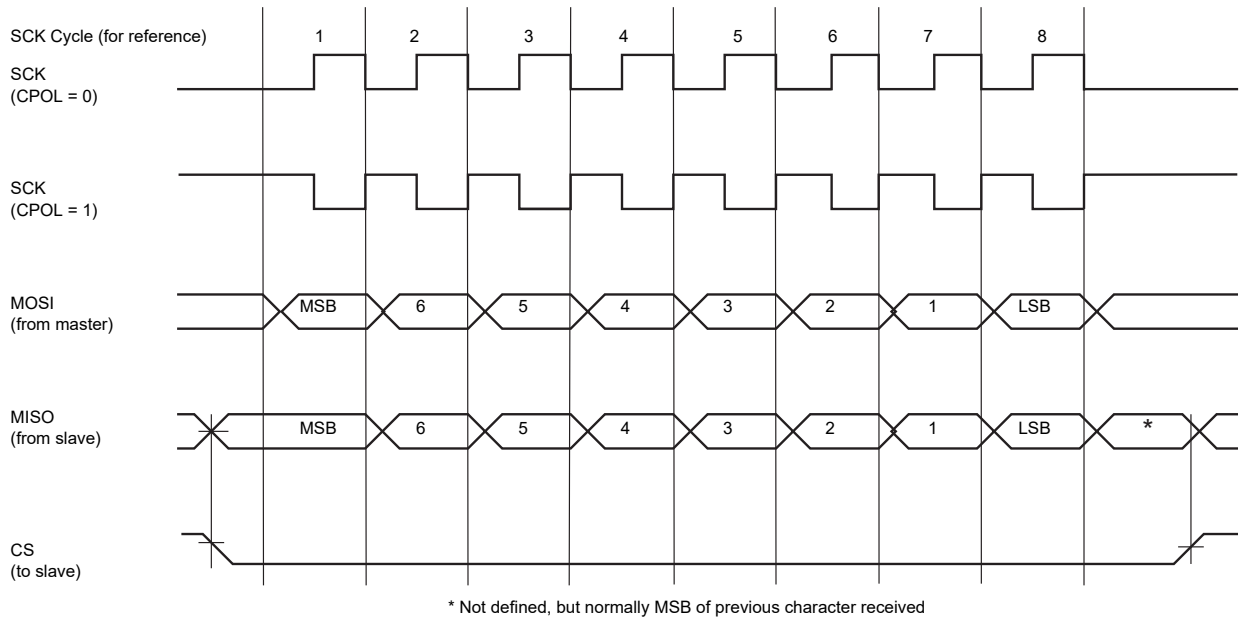 SCK Cycle (for reference) 1 2 3 4 5 6 7 8
SCK
(CPOL = 0)
SCK
(CPOL = 1)
MOSI
(from master)
MSB 6 5 4 3 2 1 LSB
MISO
(from slave)
MSB 6 5 4 3 2 1 LSB *
CS
(to slave)
* Not defined, but normally MSB of previous character received